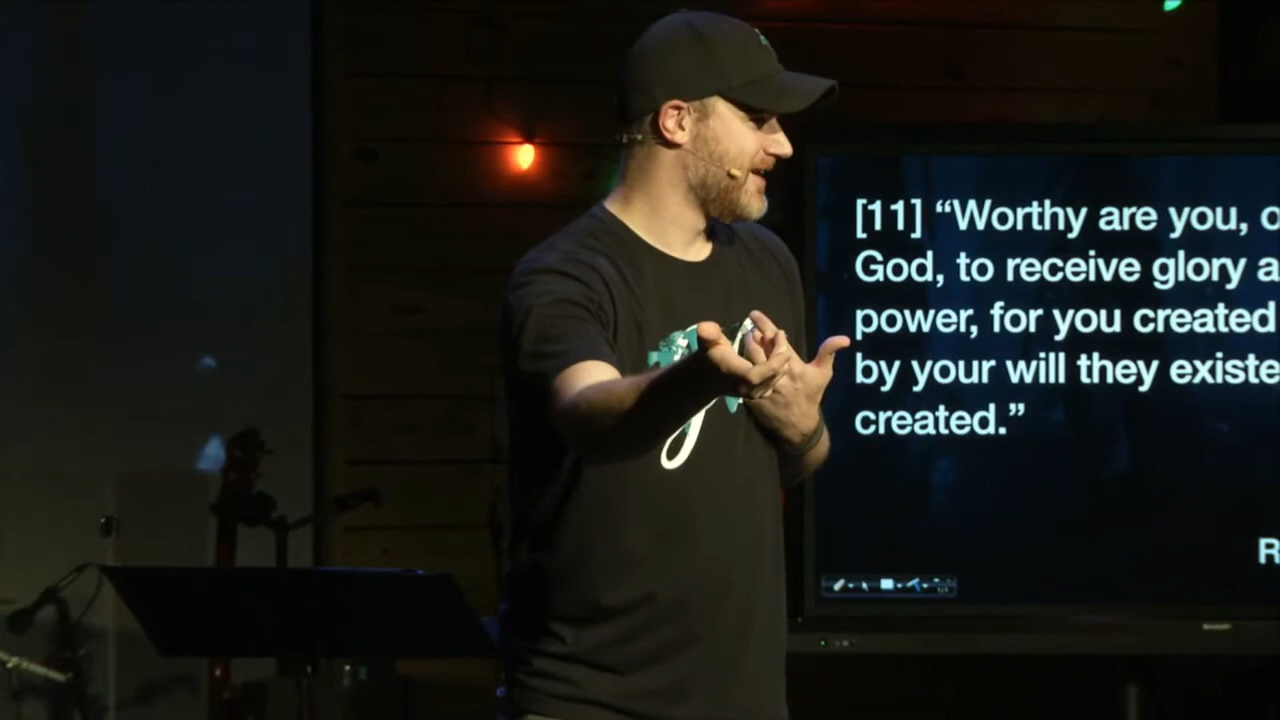 [11] “Worthy are you, o
God, to receive glory a
power, for you created
by your will they existe
created.”
R